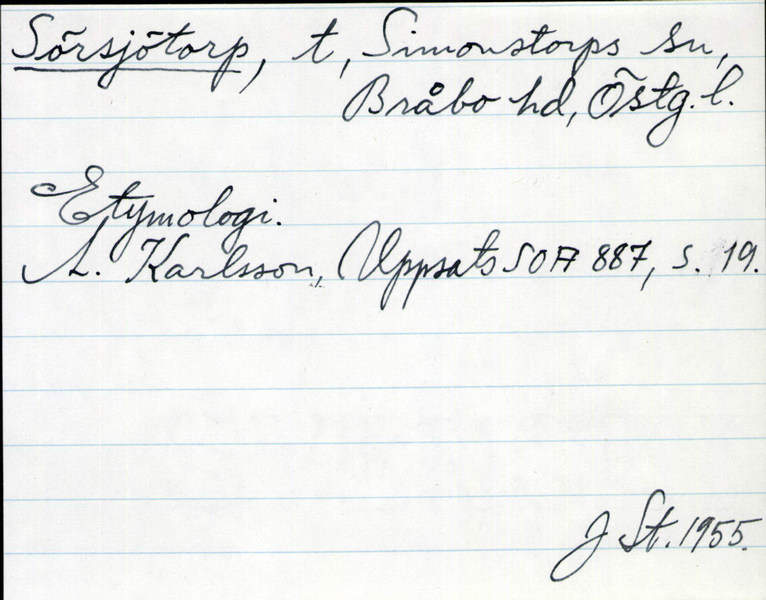 Sörsjötorp, t, Simonstorps sn,
Bråbo hd, Östg. l.
Etymologi.
A. Karlsson, Uppsats SOA 887, s. 19.
J St. 1955.